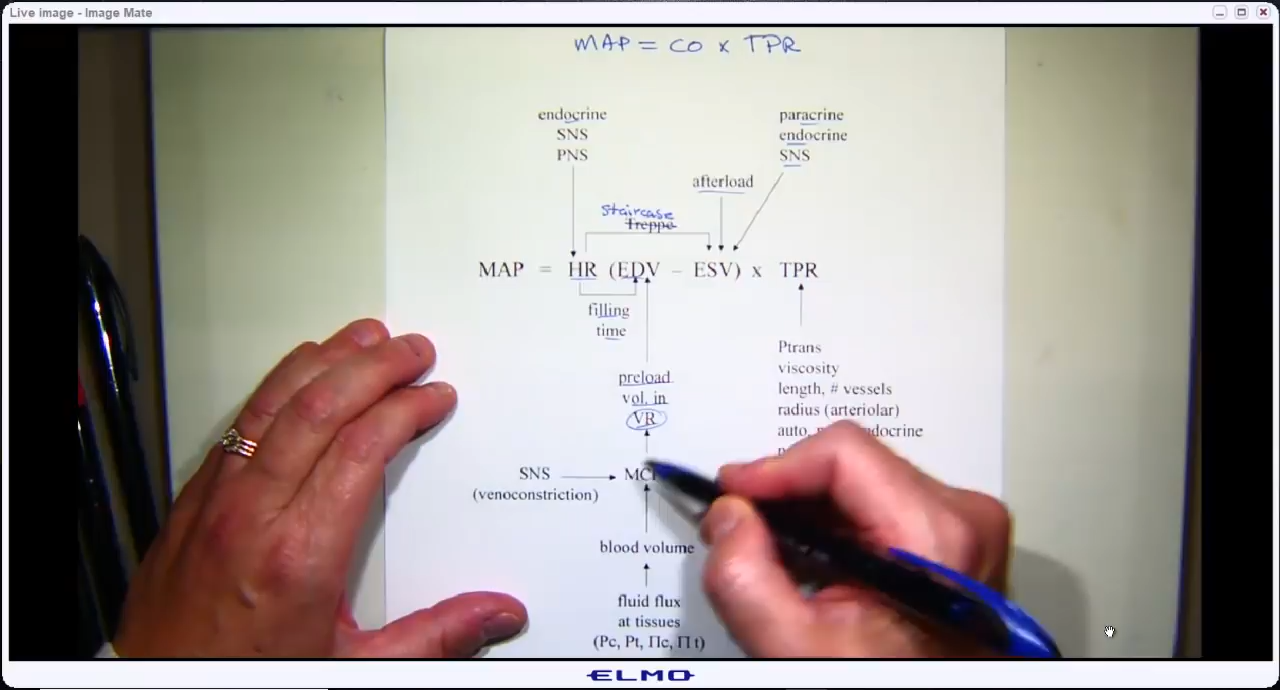 Live image - Image Mate
MAP = CO x TPR
endocrine
SNS
PNS
paracrine
endocrine
SNS
afterload
staircase
Treppe
MAP = HR (EDV – ESV) x TPR
filling
time
Ptrans
viscosity
length, # vessels
radius (arteriolar)
auto,
preload
vol. in
VR
SNS
(venoconstriction)
blood volume
fluid flux
at tissues
(Pc, Pt, Πc, Πt)
ELMO